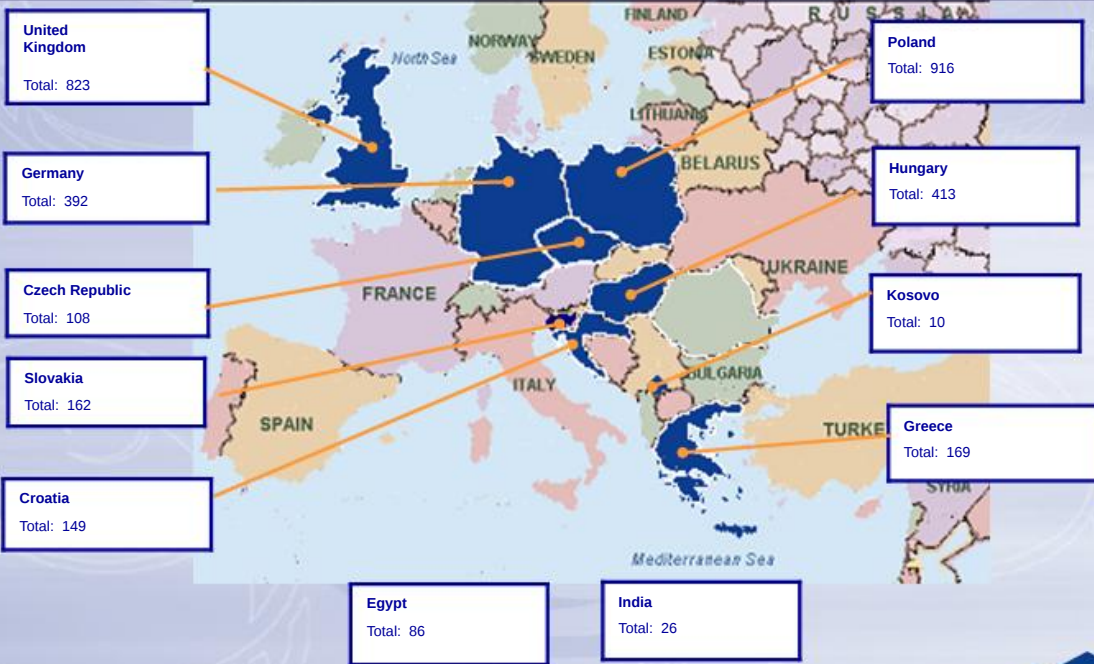 United
Kingdom
Total: 823
Germany
Total: 392
Czech Republic
Total: 108
Slovakia
Total: 162
Croatia
Total: 149
Egypt
Total: 86
India
Total: 26
Poland
Total: 916
Hungary
Total: 413
Kosovo
Total: 10
Greece
Total: 169
FINLAND
RUSSIA
NORWAY
SWEDEN
ESTONIA
North Sea
LITHUANIA
BELARUS
UKRAINE
FRANCE
ITALY
BULGARIA
SPAIN
TURKE
SYRIA
Mediterranean Sea